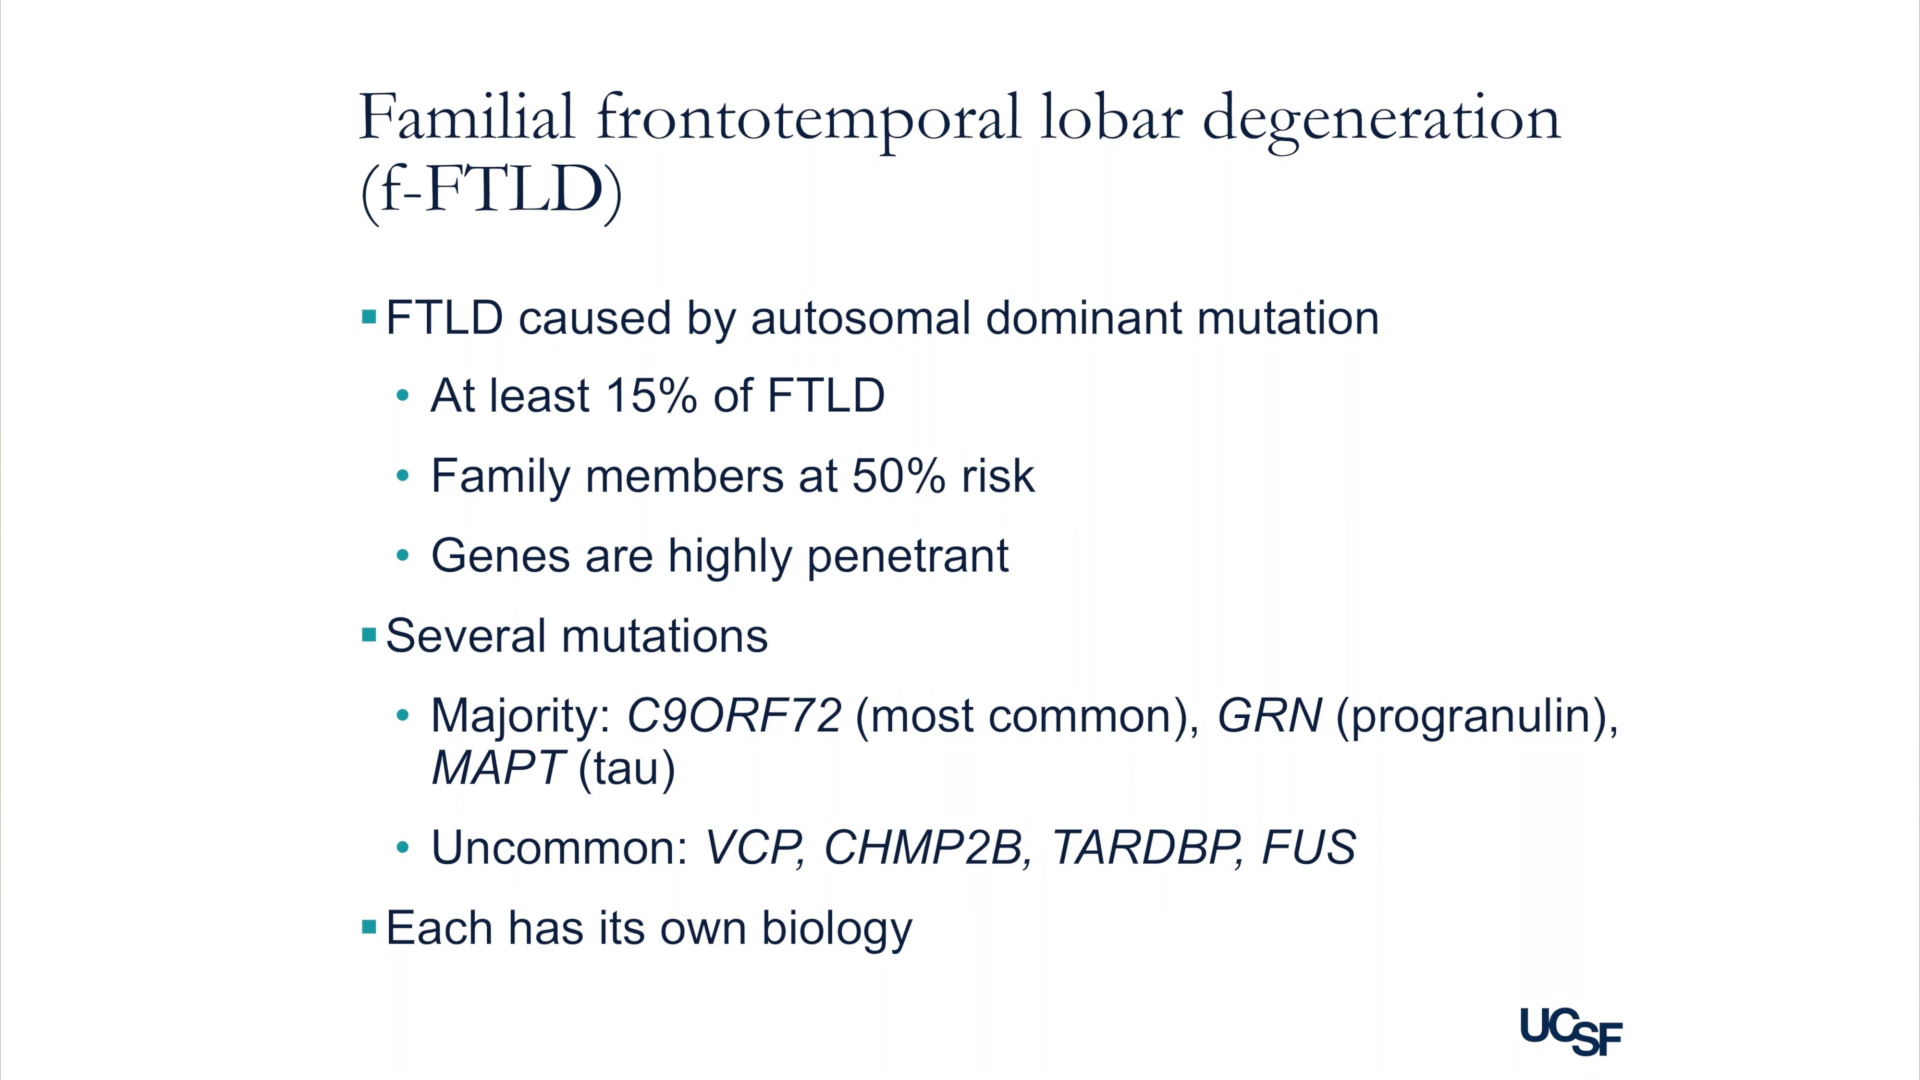 Familial frontotemporal lobar degeneration
(f-FTLD)
▪FTLD caused by autosomal dominant mutation
• At least 15% of FTLD
• Family members at 50% risk
• Genes are highly penetrant
▪Several mutations
• Majority: C9ORF72 (most common), GRN (progranulin),
MAPT (tau)
• Uncommon: VCP, CHMP2B, TARDBP, FUS
▪Each has its own biology
UCSF